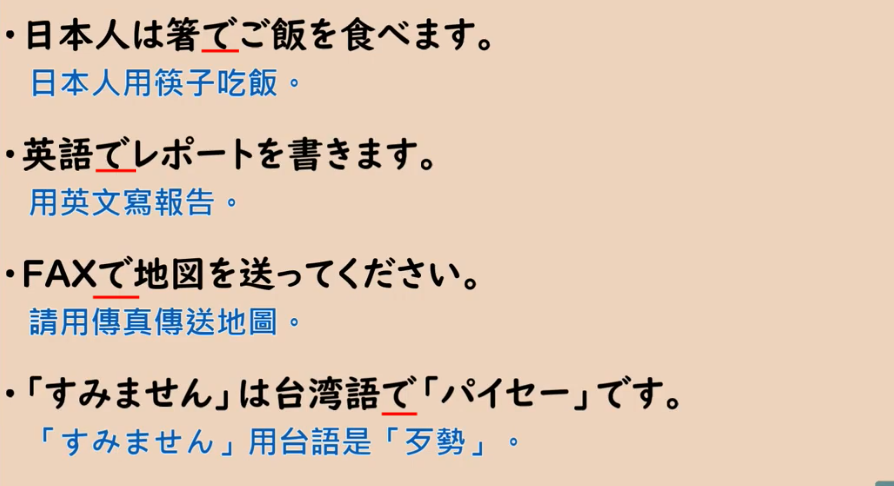 ・日本人は箸でご飯を食べます。
日本人用筷子吃飯。
・英語でレポートを書きます。
用英文寫報告。
・FAXで地図を送ってください。
請用傳真傳送地圖。
・「すみません」は台湾語で「パイセー」です。
「すみません」用台語是「歹勢」。